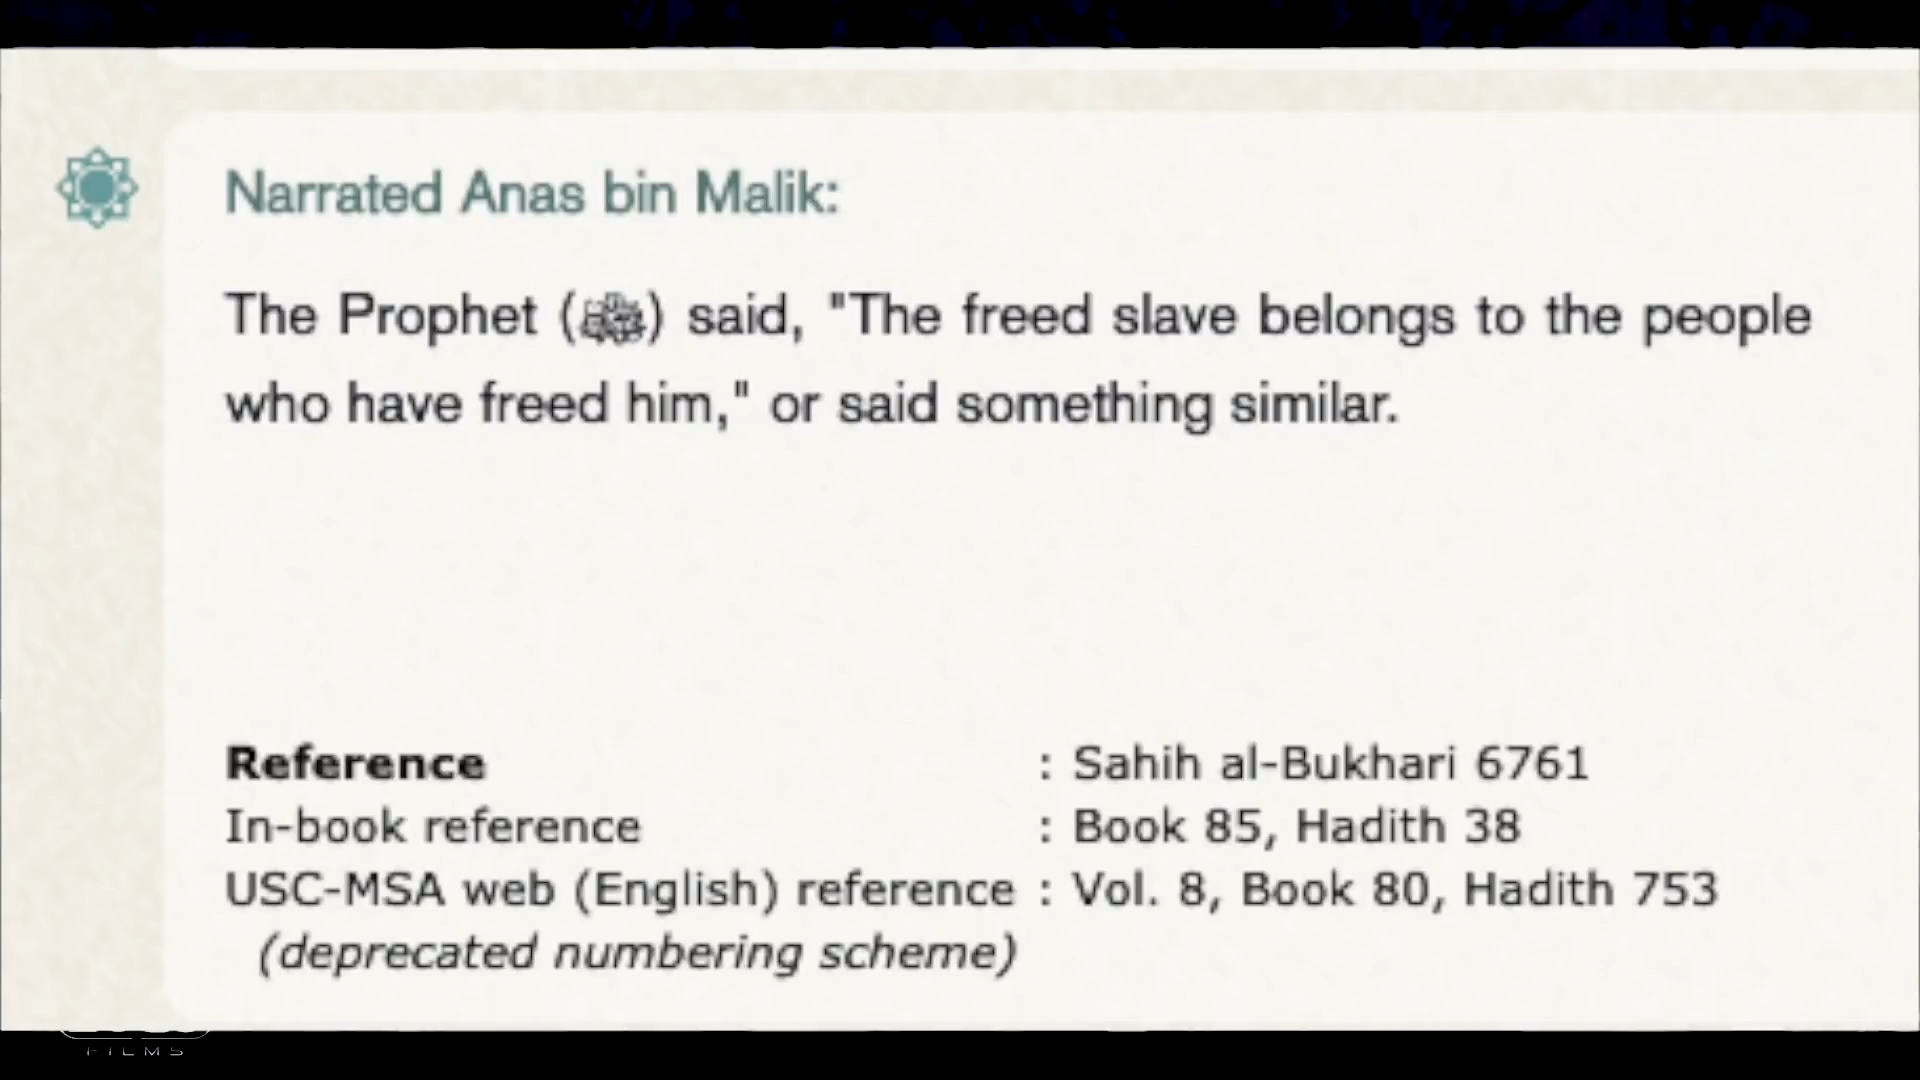 Narrated Anas bin Malik:
The Prophet (ﷺ) said, "The freed slave belongs to the people
who have freed him," or said something similar.
Reference : Sahih al-Bukhari 6761
In-book reference : Book 85, Hadith 38
USC-MSA web (English) reference : Vol. 8, Book 80, Hadith 753
(deprecated numbering scheme)
FILMS